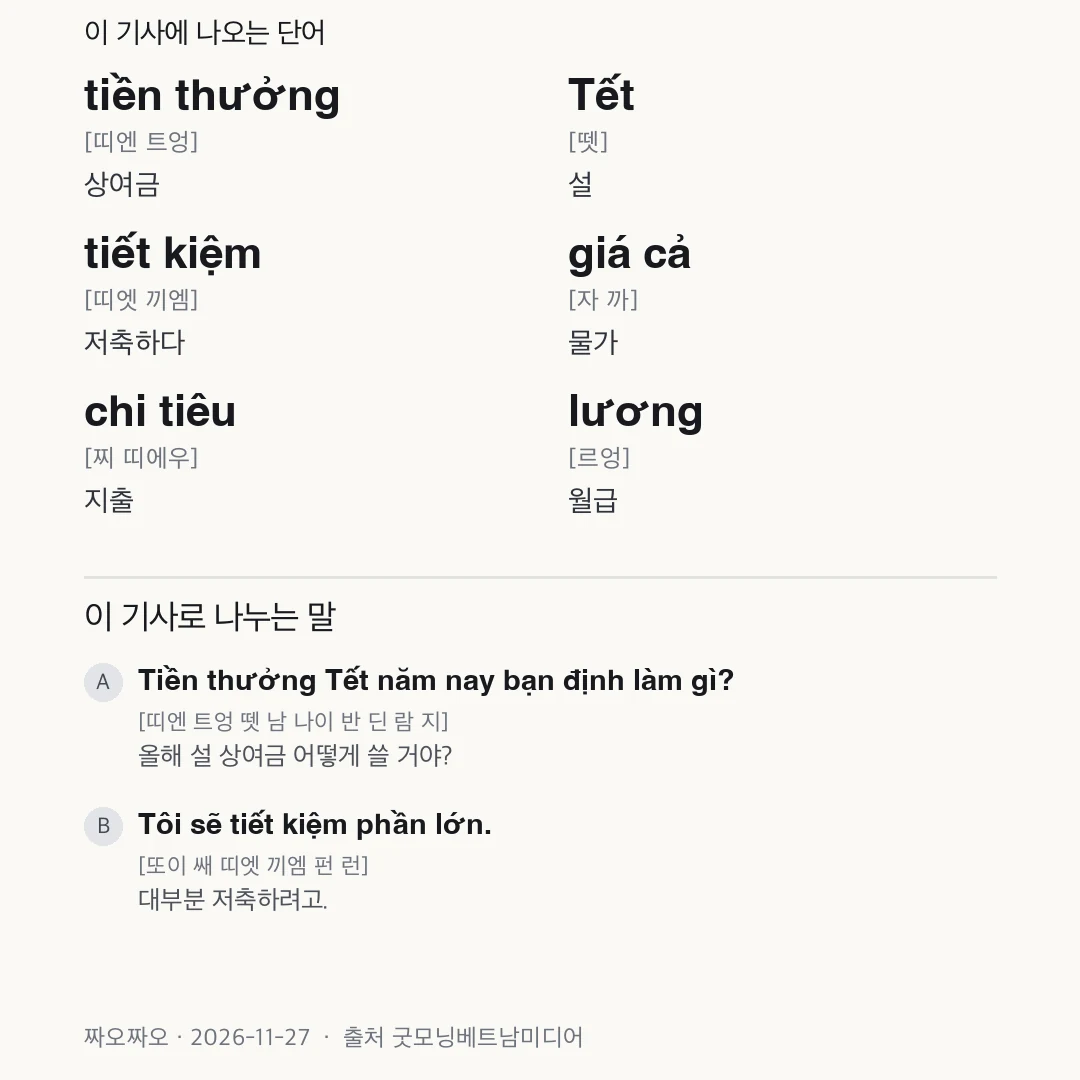 이 기사에 나오는 단어
tiền thưởng
[띠엔 트엉]
상여금
Tết
[뗏]
설
tiết kiệm
[띠엣 끼엠]
저축하다
giá cả
[자 까]
물가
chi tiêu
[찌 띠에우]
지출
lương
[르엉]
월급
이 기사로 나누는 말
A
Tiền thưởng Tết năm nay bạn định làm gì?
[띠엔 트엉 뗏 남 나이 반 딘 람 지]
올해 설 상여금 어떻게 쓸 거야?
B
Tôi sẽ tiết kiệm phần lớn.
[또이 쌔 띠엣 끼엠 펀 런]
대부분 저축하려고.
짜오짜오 · 2026-11-27 · 출처 굿모닝베트남미디어